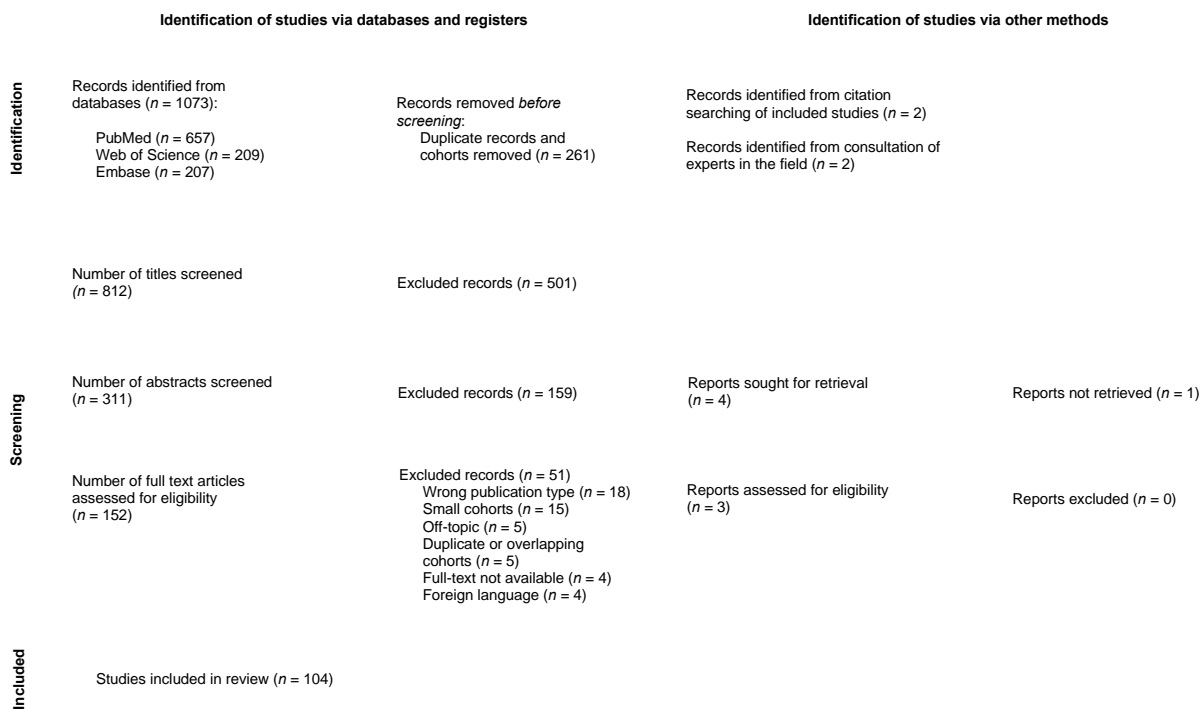 Identification of studies via databases and registers
Identification of studies via other methods
Identification
Records identified from
databases (n = 1073):
PubMed (n = 657)
Web of Science (n = 209)
Embase (n = 207)
Records removed before
screening:
Duplicate records and
cohorts removed (n = 261)
Records identified from citation
searching of included studies (n = 2)
Records identified from consultation of
experts in the field (n = 2)
Screening
Number of titles screened
(n = 812)
Excluded records (n = 501)
Number of abstracts screened
(n = 311)
Excluded records (n = 159)
Reports sought for retrieval
(n = 4)
Reports not retrieved (n = 1)
Number of full text articles
assessed for eligibility
(n = 152)
Excluded records (n = 51)
Wrong publication type (n = 18)
Small cohorts (n = 15)
Off-topic (n = 5)
Duplicate or overlapping
cohorts (n = 5)
Full-text not available (n = 4)
Foreign language (n = 4)
Reports assessed for eligibility
(n = 3)
Reports excluded (n = 0)
Included
Studies included in review (n = 104)